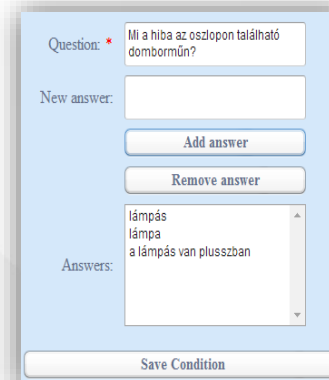 Question: * Mi a hiba az oszlopon található
domborműn?
New answer:
Add answer
Remove answer
Answers:
lámpás
lámpa
a lámpás van plusszban
Save Condition